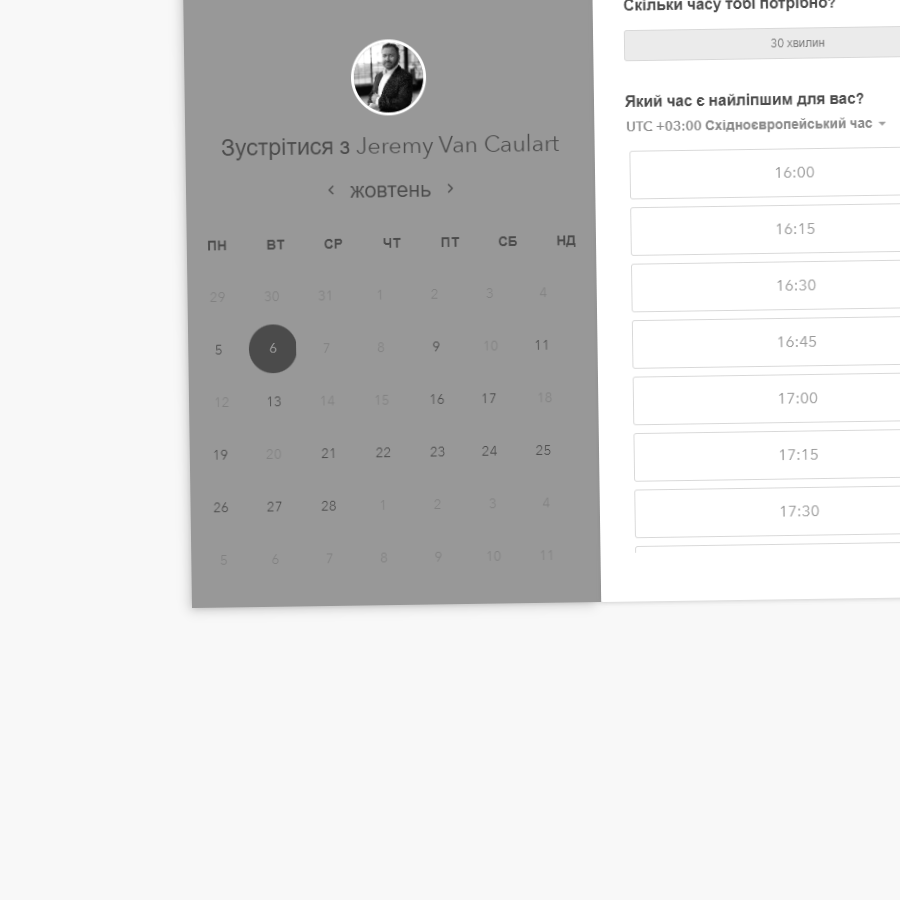 Зустрітися з Jeremy Van Caulart
‹ жовтень ›
ПН ВТ СР ЧТ ПТ СБ НД
29 30 31 1 2 3 4
5 6 7 8 9 10 11
12 13 14 15 16 17 18
19 20 21 22 23 24 25
26 27 28 1 2 3 4
5 6 7 8 9 10 11
Скільки часу тобі потрібно?
30 хвилин
Який час є найліпшим для вас?
UTC +03:00 Східноєвропейський час
16:00
16:15
16:30
16:45
17:00
17:15
17:30